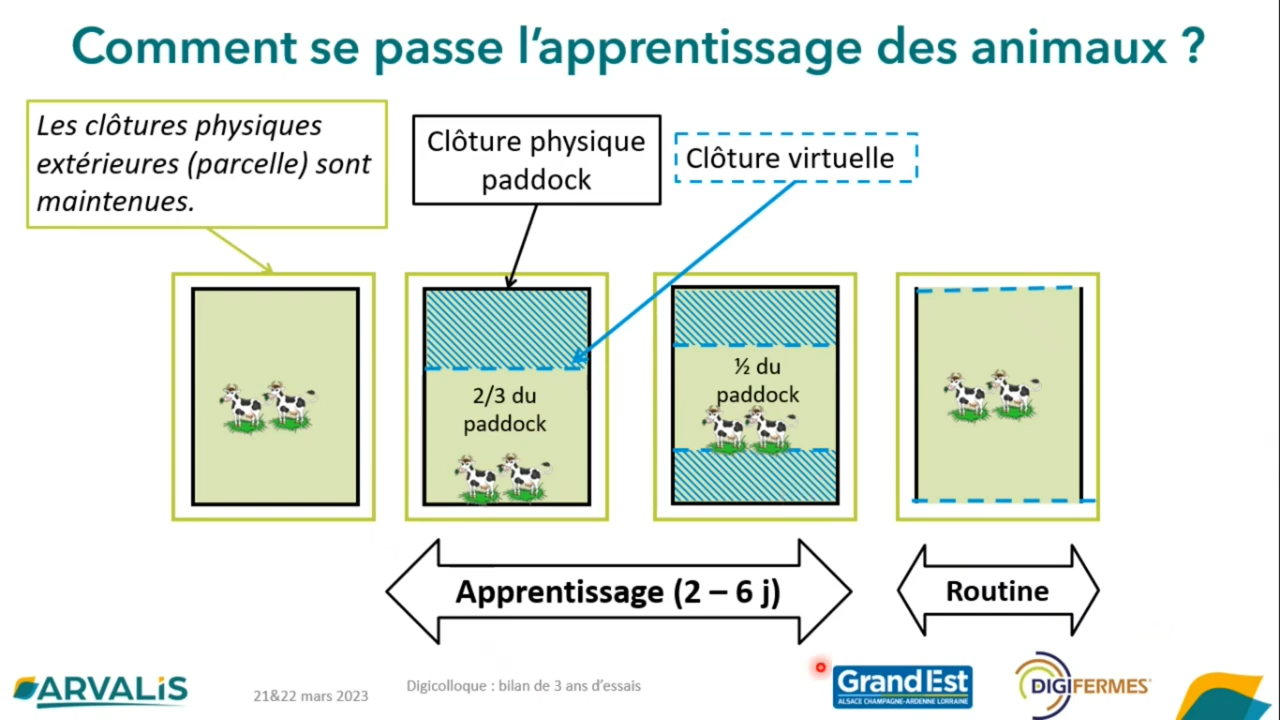 Comment se passe l'apprentissage des animaux ?
Les clôtures physiques
extérieures (parcelle) sont
maintenues.
Clôture physique
paddock
Clôture virtuelle
2/3 du
paddock
½ du
paddock
Apprentissage (2 – 6 j)
Routine
ARVALiS
21&22 mars 2023
Digicolloque : bilan de 3 ans d'essais
Grand Est
ALSACE CHAMPAGNE-ARDENNE LORRAINE
DIGIFERMES